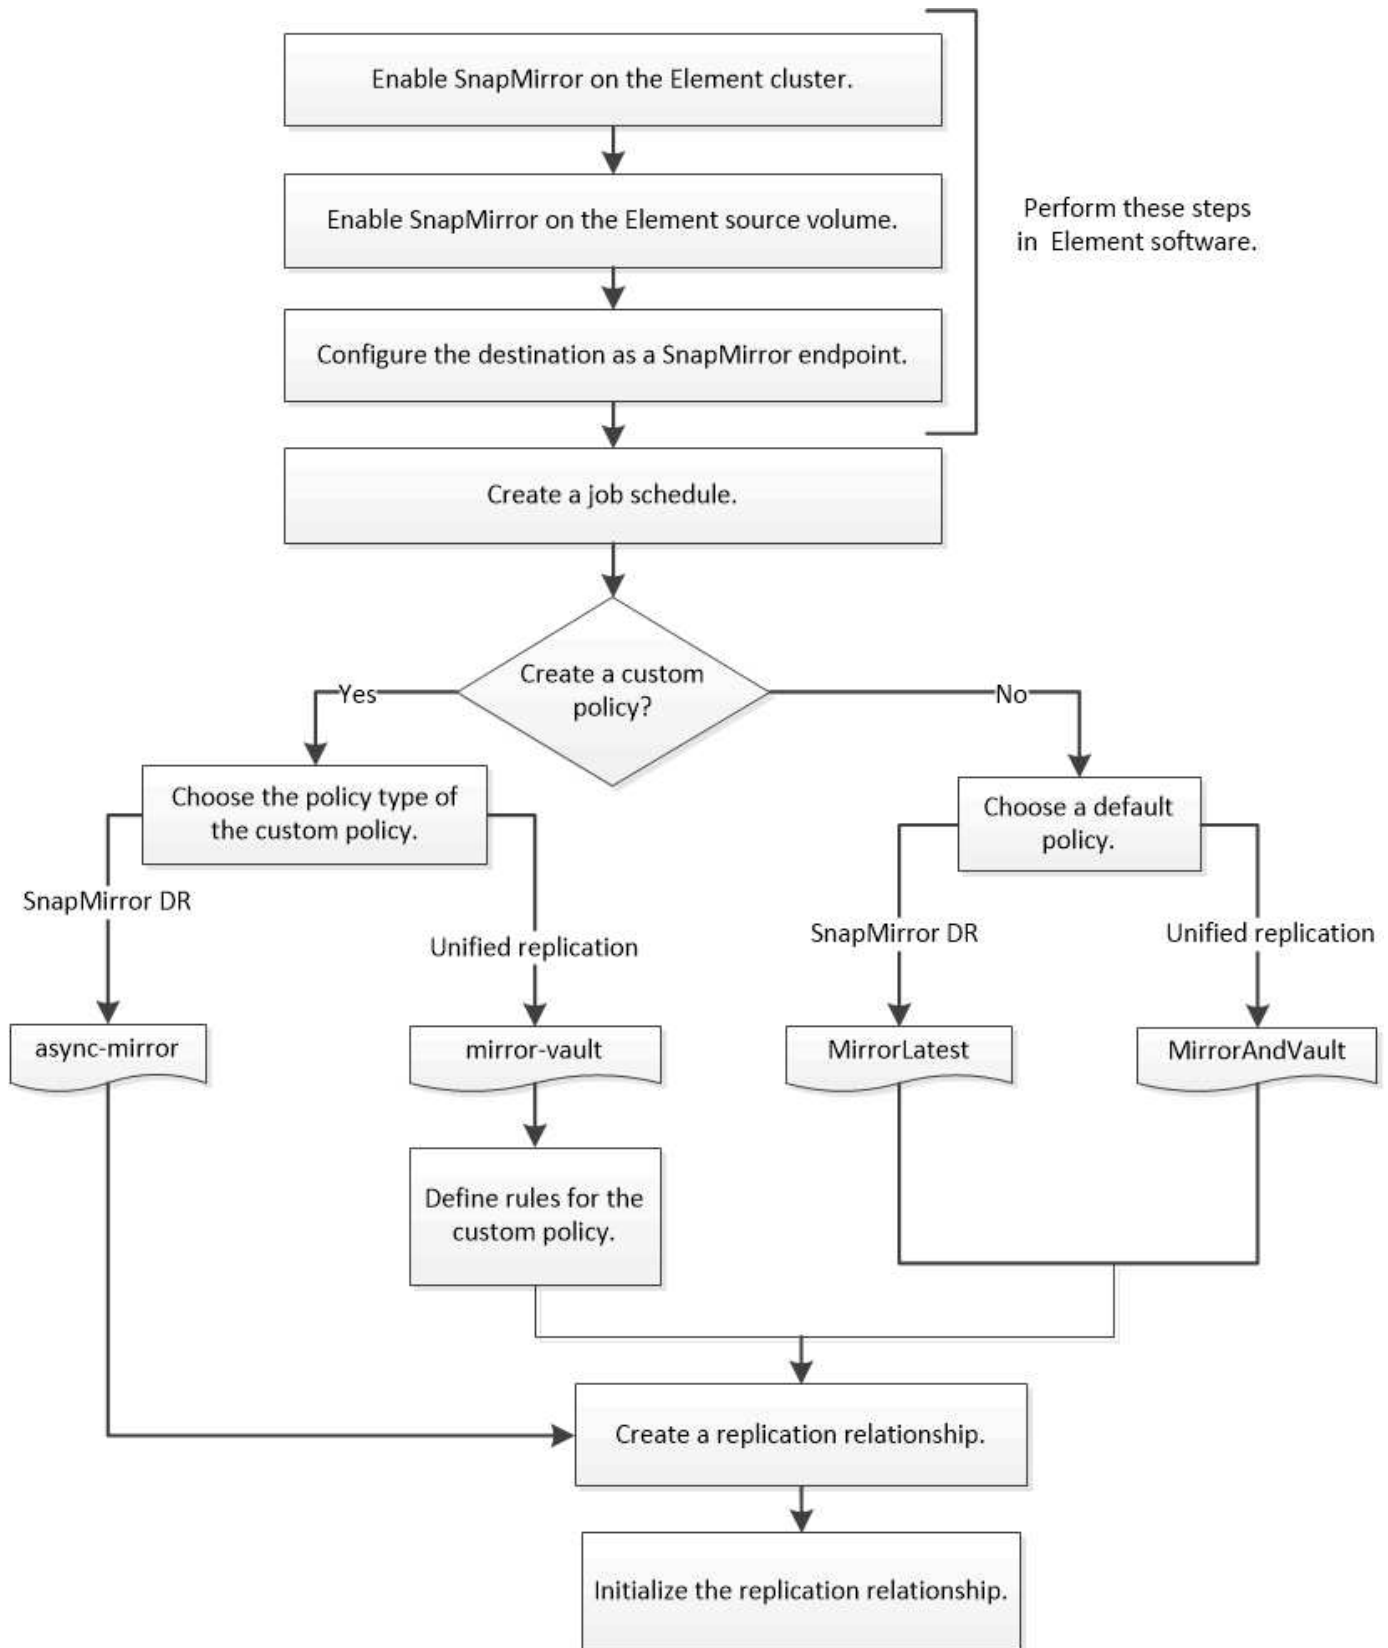 Enable SnapMirror on the Element cluster.
Enable SnapMirror on the Element source volume.
Perform these steps
in Element software.
Configure the destination as a SnapMirror endpoint.
Create a job schedule.
Create a custom
policy?
Yes
No
Choose the policy type of
the custom policy.
Choose a default
policy.
SnapMirror DR
Unified replication
SnapMirror DR
Unified replication
async-mirror
mirror-vault
MirrorLatest
MirrorAndVault
Define rules for the
custom policy.
Create a replication relationship.
Initialize the replication relationship.